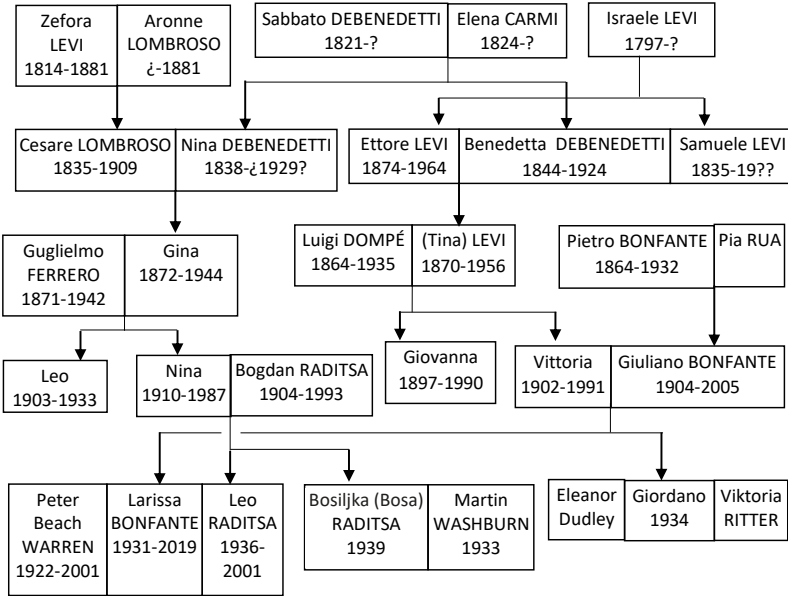 Zefora
LEVI
1814-1881
Aronne
LOMBROSO
¿-1881
Sabbato DEBENEDETTI
1821-?
Elena CARMI
1824-?
Israele LEVI
1797-?
Cesare LOMBROSO
1835-1909
Nina DEBENEDETTI
1838-¿1929?
Ettore LEVI
1874-1964
Benedetta DEBENEDETTI
1844-1924
Samuele LEVI
1835-19??
Guglielmo
FERRERO
1871-1942
Gina
1872-1944
Luigi DOMPÉ
1864-1935
(Tina) LEVI
1870-1956
Pietro BONFANTE
1864-1932
Pia RUA
Leo
1903-1933
Nina
1910-1987
Bogdan RADITSA
1904-1993
Giovanna
1897-1990
Vittoria
1902-1991
Giuliano BONFANTE
1904-2005
Peter
Beach
WARREN
1922-2001
Larissa
BONFANTE
1931-2019
Leo
RADITSA
1936-
2001
Bosiljka (Bosa)
RADITSA
1939
Martin
WASHBURN
1933
Eleanor
Dudley
Giordano
1934
Viktoria
RITTER